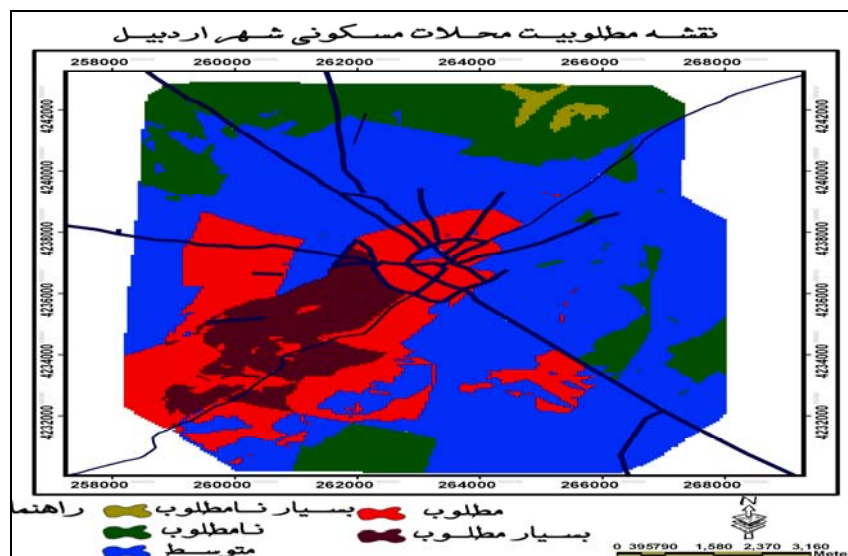 نقشه مطلوبیت محلات مسکونی شهر اردبیل
258000 260000 262000 264000 266000 268000
4242000 4242000
4240000 4240000
4238000 4238000
4236000 4236000
4234000 4234000
4232000 4232000
258000 260000 262000 264000 266000 268000
راهنما
بسیار نامطلوب
مطلوب
نامطلوب
بسیار مطلوب
متوسط
N
0 395790 1,580 2,370 3,160
Mete